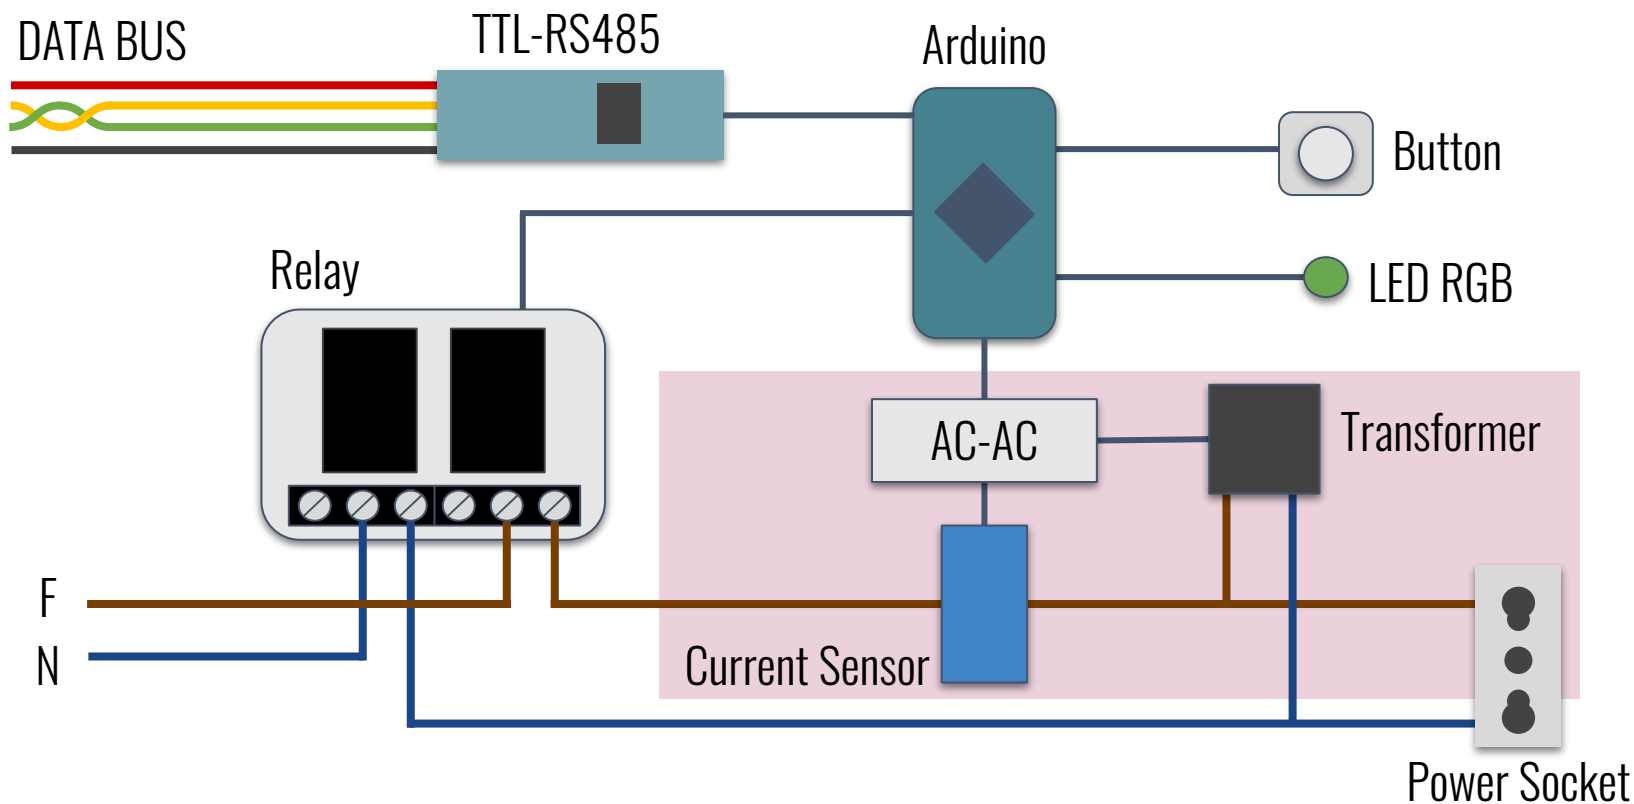 DATA BUS
TTL-RS485
Arduino
Button
Relay
LED RGB
AC-AC
Transformer
F
N
Current Sensor
Power Socket